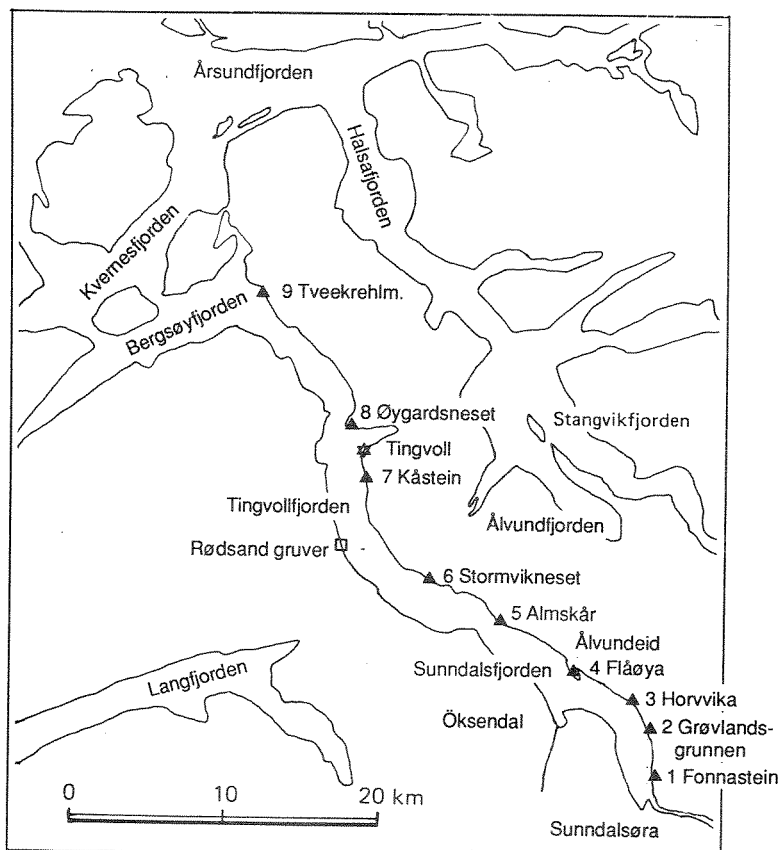 Årsundfjorden
Halsafjorden
Kvernesfjorden
Bergsøyfjorden
9 Tveekrehlm.
8 Øygardsneset
Tingvoll
7 Kåstein
Stangvikfjorden
Tingvollfjorden
Ålvundfjorden
Rødsand gruver
6 Stormvikneset
5 Almskår
Ålvundeid
4 Flåøya
Sunndalsfjorden
Langfjorden
3 Horvvika
Öksendal
2 Grøvlands-
grunnen
1 Fonnastein
0 20 km
Sunndalsøra